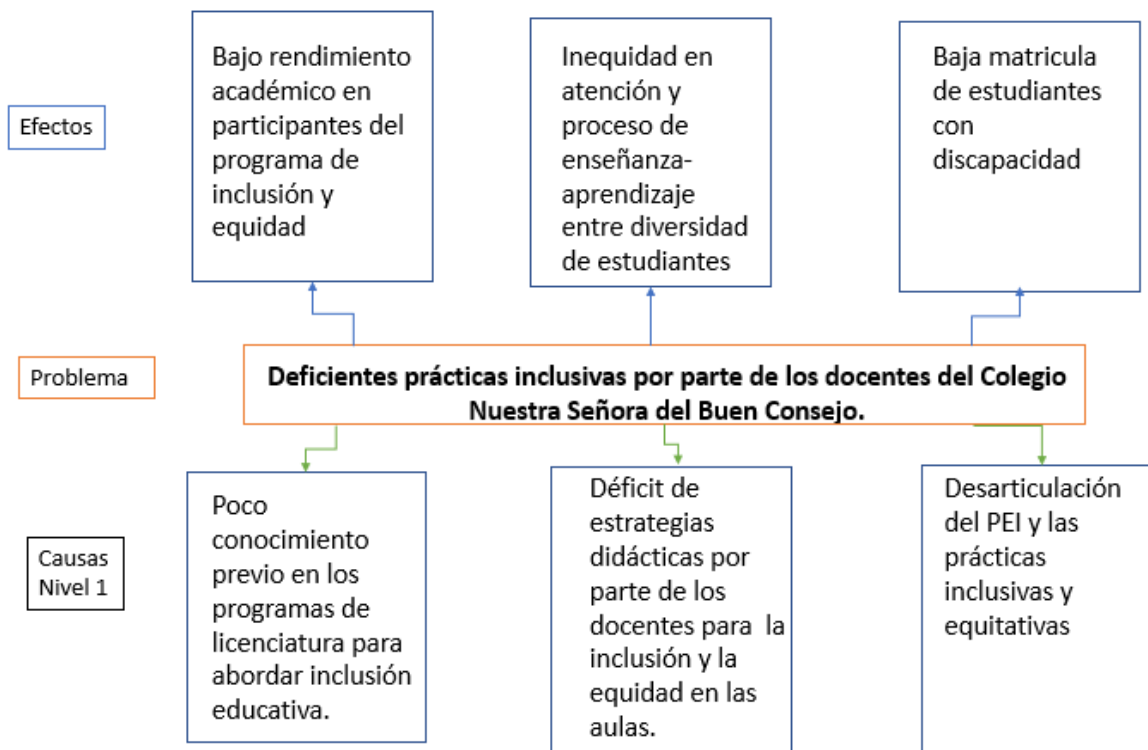 Efectos
Bajo rendimiento
académico en
participantes del
programa de
inclusión y
equidad
Inequidad en
atención y
proceso de
enseñanza-
aprendizaje
entre diversidad
de estudiantes
Baja matricula
de estudiantes
con
discapacidad
Problema
Deficientes prácticas inclusivas por parte de los docentes del Colegio
Nuestra Señora del Buen Consejo.
Causas
Nivel 1
Poco
conocimiento
previo en los
programas de
licenciatura para
abordar inclusión
educativa.
Déficit de
estrategias
didácticas por
parte de los
docentes para la
inclusión y la
equidad en las
aulas.
Desarticulación
del PEI y las
prácticas
inclusivas y
equitativas